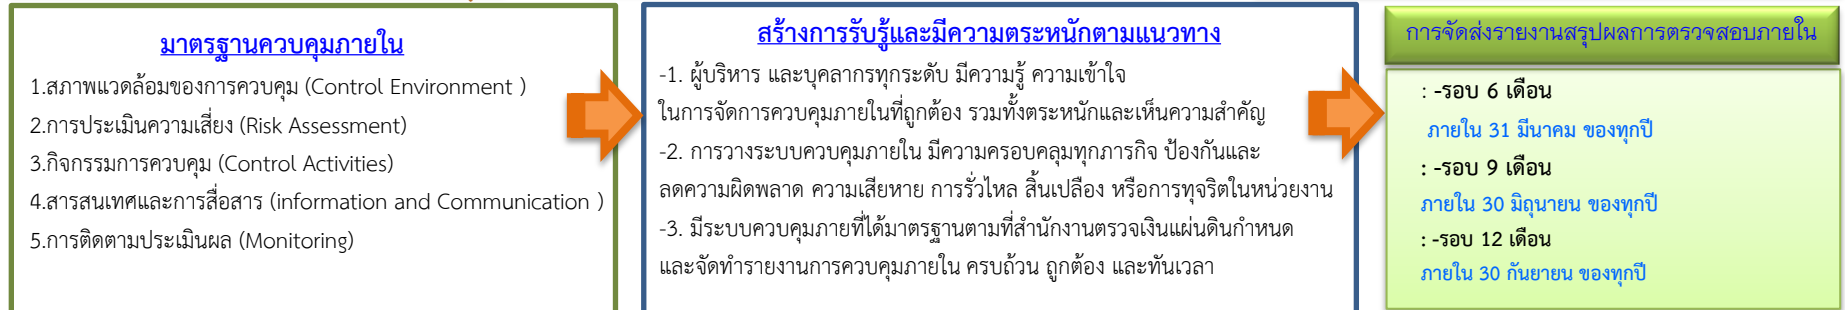 มาตรฐานควบคุมภายใน
1.สภาพแวดล้อมของการควบคุม (Control Environment )
2.การประเมินความเสี่ยง (Risk Assessment)
3.กิจกรรมการควบคุม (Control Activities)
4.สารสนเทศและการสื่อสาร (information and Communication )
5.การติดตามประเมินผล (Monitoring)
สร้างการรับรู้และมีความตระหนักตามแนวทาง
-1. ผู้บริหาร และบุคลากรทุกระดับ มีความรู้ ความเข้าใจ
ในการจัดการควบคุมภายในที่ถูกต้อง รวมทั้งตระหนักและเห็นความสำคัญ
-2. การวางระบบควบคุมภายใน มีความครอบคลุมทุกภารกิจ ป้องกันและ
ลดความผิดพลาด ความเสียหาย การรั่วไหล สิ้นเปลือง หรือการทุจริตในหน่วยงาน
-3. มีระบบควบคุมภายที่ได้มาตรฐานตามที่สำนักงานตรวจเงินแผ่นดินกำหนด
และจัดทำรายงานการควบคุมภายใน ครบถ้วน ถูกต้อง และทันเวลา
การจัดส่งรายงานสรุปผลการตรวจสอบภายใน
: -รอบ 6 เดือน
ภายใน 31 มีนาคม ของทุกปี
: -รอบ 9 เดือน
ภายใน 30 มิถุนายน ของทุกปี
: -รอบ 12 เดือน
ภายใน 30 กันยายน ของทุกปี